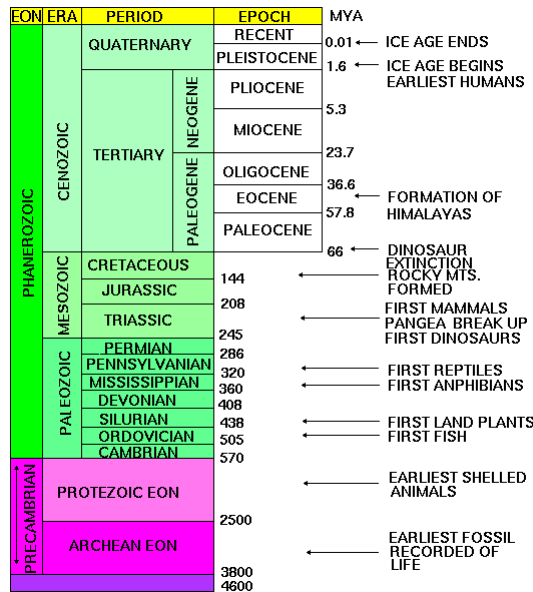 EON ERA PERIOD EPOCH MYA
QUATERNARY
RECENT
0.01
ICE AGE ENDS
PLEISTOCENE
1.6
ICE AGE BEGINS
EARLIEST HUMANS
TERTIARY
NEOGENE
PLIOCENE
5.3
MIOCENE
23.7
PALEOGENE
OLIGOCENE
36.6
EOCENE
FORMATION OF
HIMALAYAS
57.8
PALEOCENE
66
DINOSAUR
EXTINCTION
CENOZOIC
PHANEROZOIC
MESOZOIC
CRETACEOUS
ROCKY MTS.
FORMED
144
JURASSIC
208
TRIASSIC
FIRST MAMMALS
PANGEA BREAK UP
FIRST DINOSAURS
245
PALEOZOIC
PERMIAN
286
PENNSYLVANIAN
FIRST REPTILES
320
MISSISSIPPIAN
FIRST ANPHIBIANS
360
DEVONIAN
408
SILURIAN
FIRST LAND PLANTS
438
ORDOVICIAN
FIRST FISH
505
CAMBRIAN
570
PRECAMBRIAN
PROTEZOIC EON
EARLIEST SHELLED
ANIMALS
2500
ARCHEAN EON
EARLIEST FOSSIL
RECORDED OF
LIFE
3800
4600